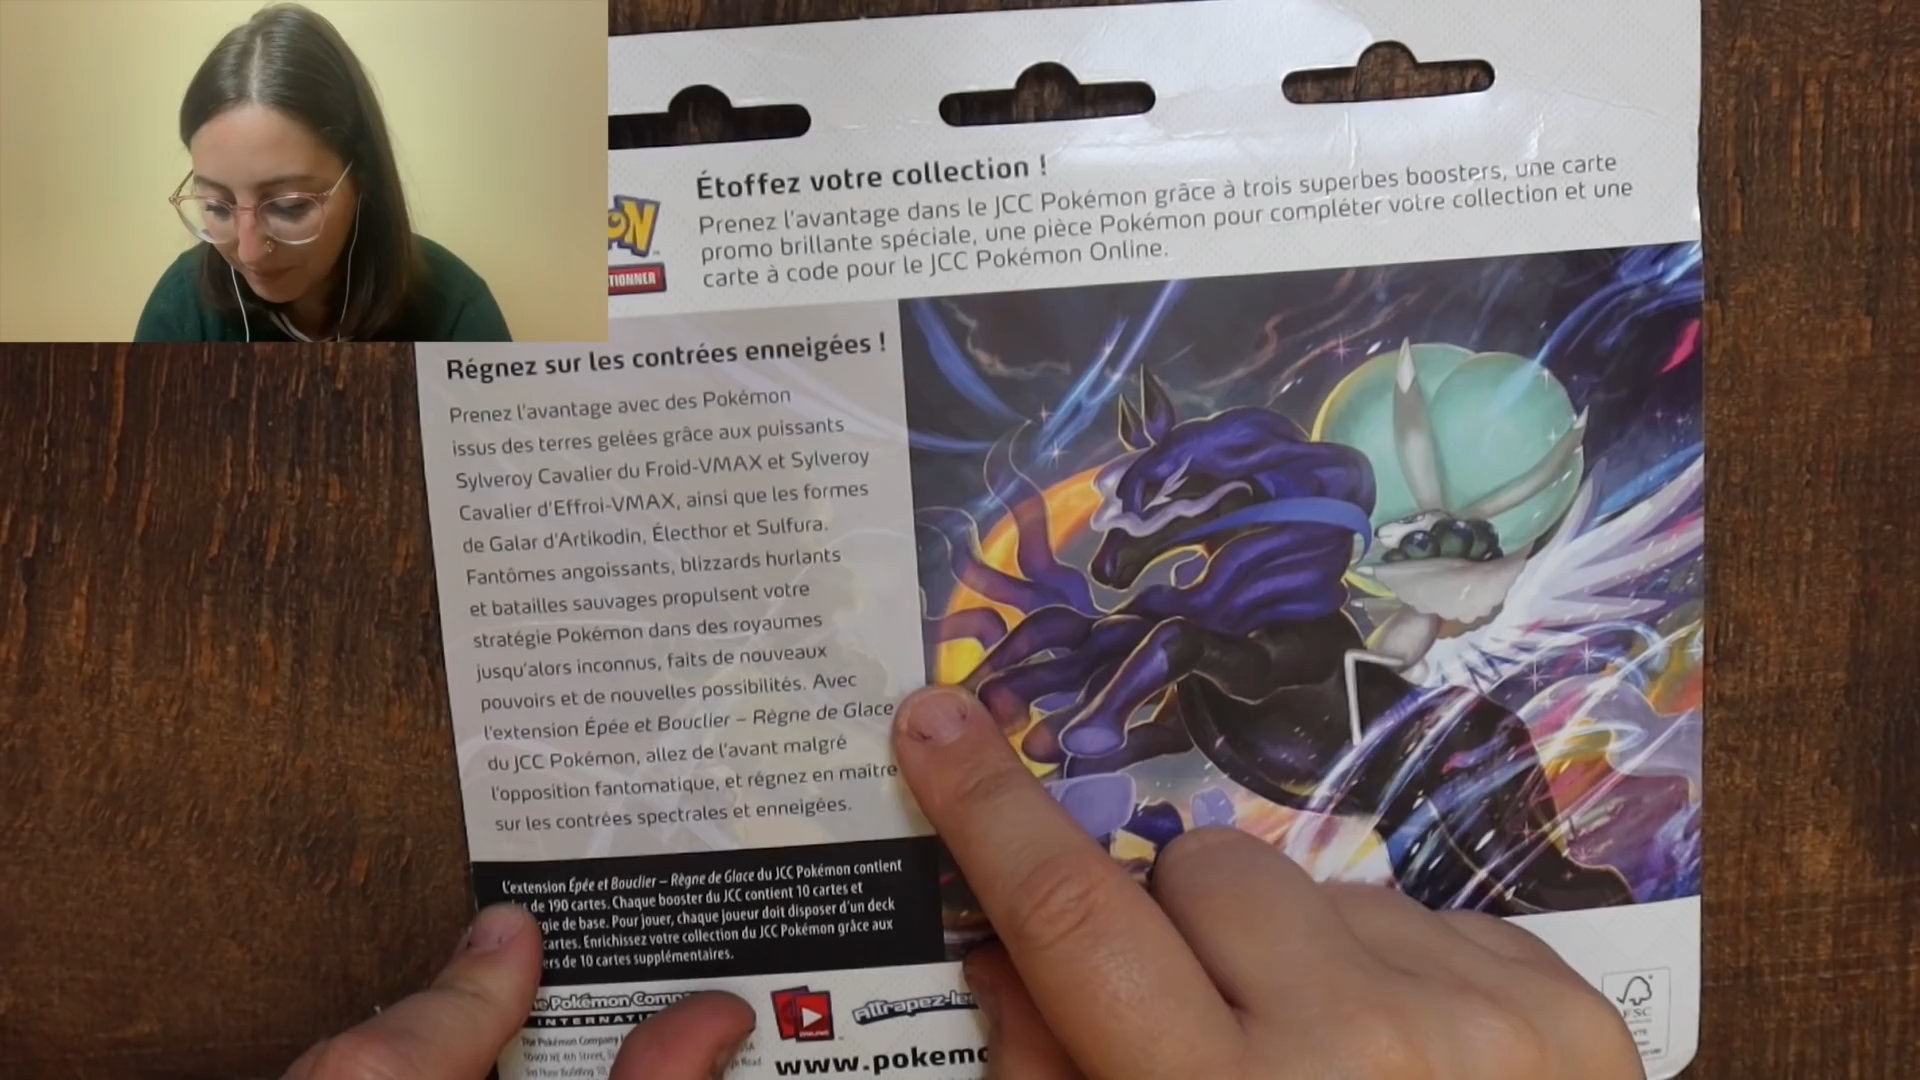 Étoffez votre collection !
Prenez l'avantage dans le JCC Pokémon grâce à trois superbes boosters, une carte
promo brillante spéciale, une pièce Pokémon pour compléter votre collection et une
carte à code pour le JCC Pokémon Online.
Régnez sur les contrées enneigées !
Prenez l'avantage avec des Pokémon
issus des terres gelées grâce aux puissants
Sylveroy Cavalier du Froid-VMAX et Sylveroy
Cavalier d'Effroi-VMAX, ainsi que les formes
de Galar d'Artikodin, Électhor et Sulfura.
Fantômes angoissants, blizzards hurlants
et batailles sauvages propulsent votre
stratégie Pokémon dans des royaumes
jusqu'alors inconnus, faits de nouveaux
pouvoirs et de nouvelles possibilités. Avec
l'extension Épée et Bouclier – Règne de Glace
du JCC Pokémon, allez de l'avant malgré
l'opposition fantomatique, et régnez en maître
sur les contrées spectrales et enneigées.
L'extension Épée et Bouclier – Règne de Glace du JCC Pokémon contient
de 190 cartes. Chaque booster du JCC contient 10 cartes et
de base. Pour jouer, chaque joueur doit disposer d'un deck
cartes. Enrichissez votre collection du JCC Pokémon grâce aux
de 10 cartes supplémentaires.
Pokémon
The Pokémon Company
FSC